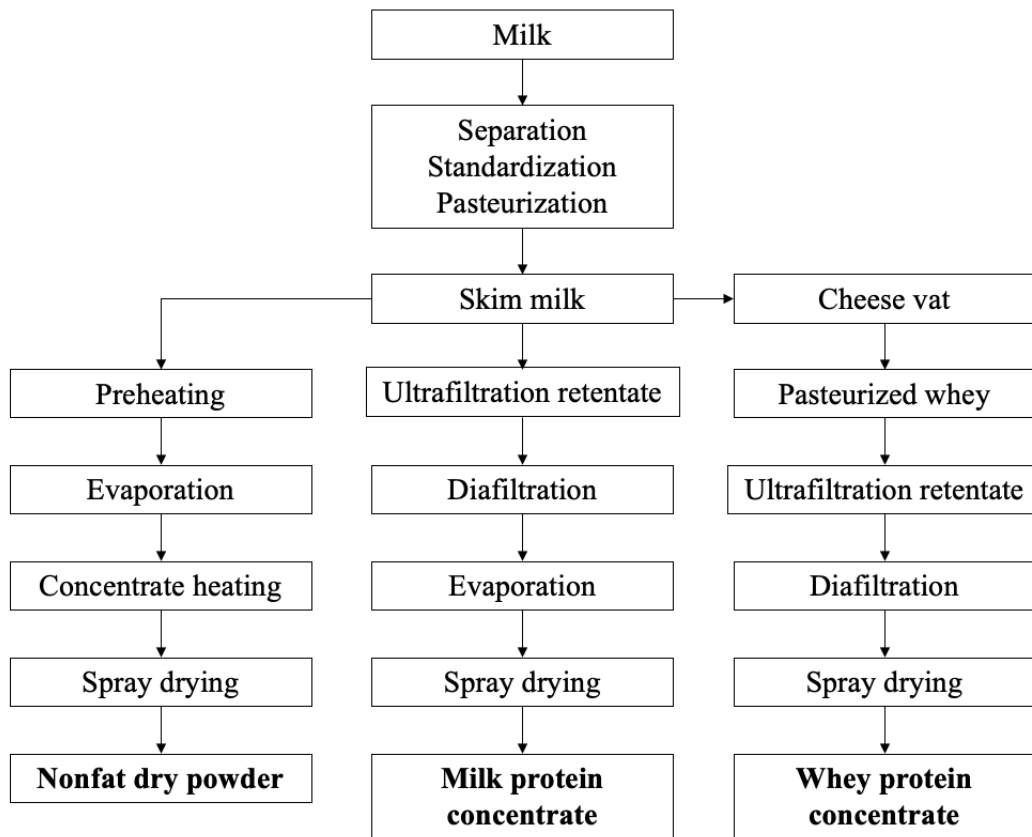 Milk
Separation
Standardization
Pasteurization
Skim milk
Cheese vat
Preheating
Ultrafiltration retentate
Pasteurized whey
Evaporation
Diafiltration
Ultrafiltration retentate
Concentrate heating
Evaporation
Diafiltration
Spray drying
Spray drying
Spray drying
Nonfat dry powder
Milk protein
concentrate
Whey protein
concentrate